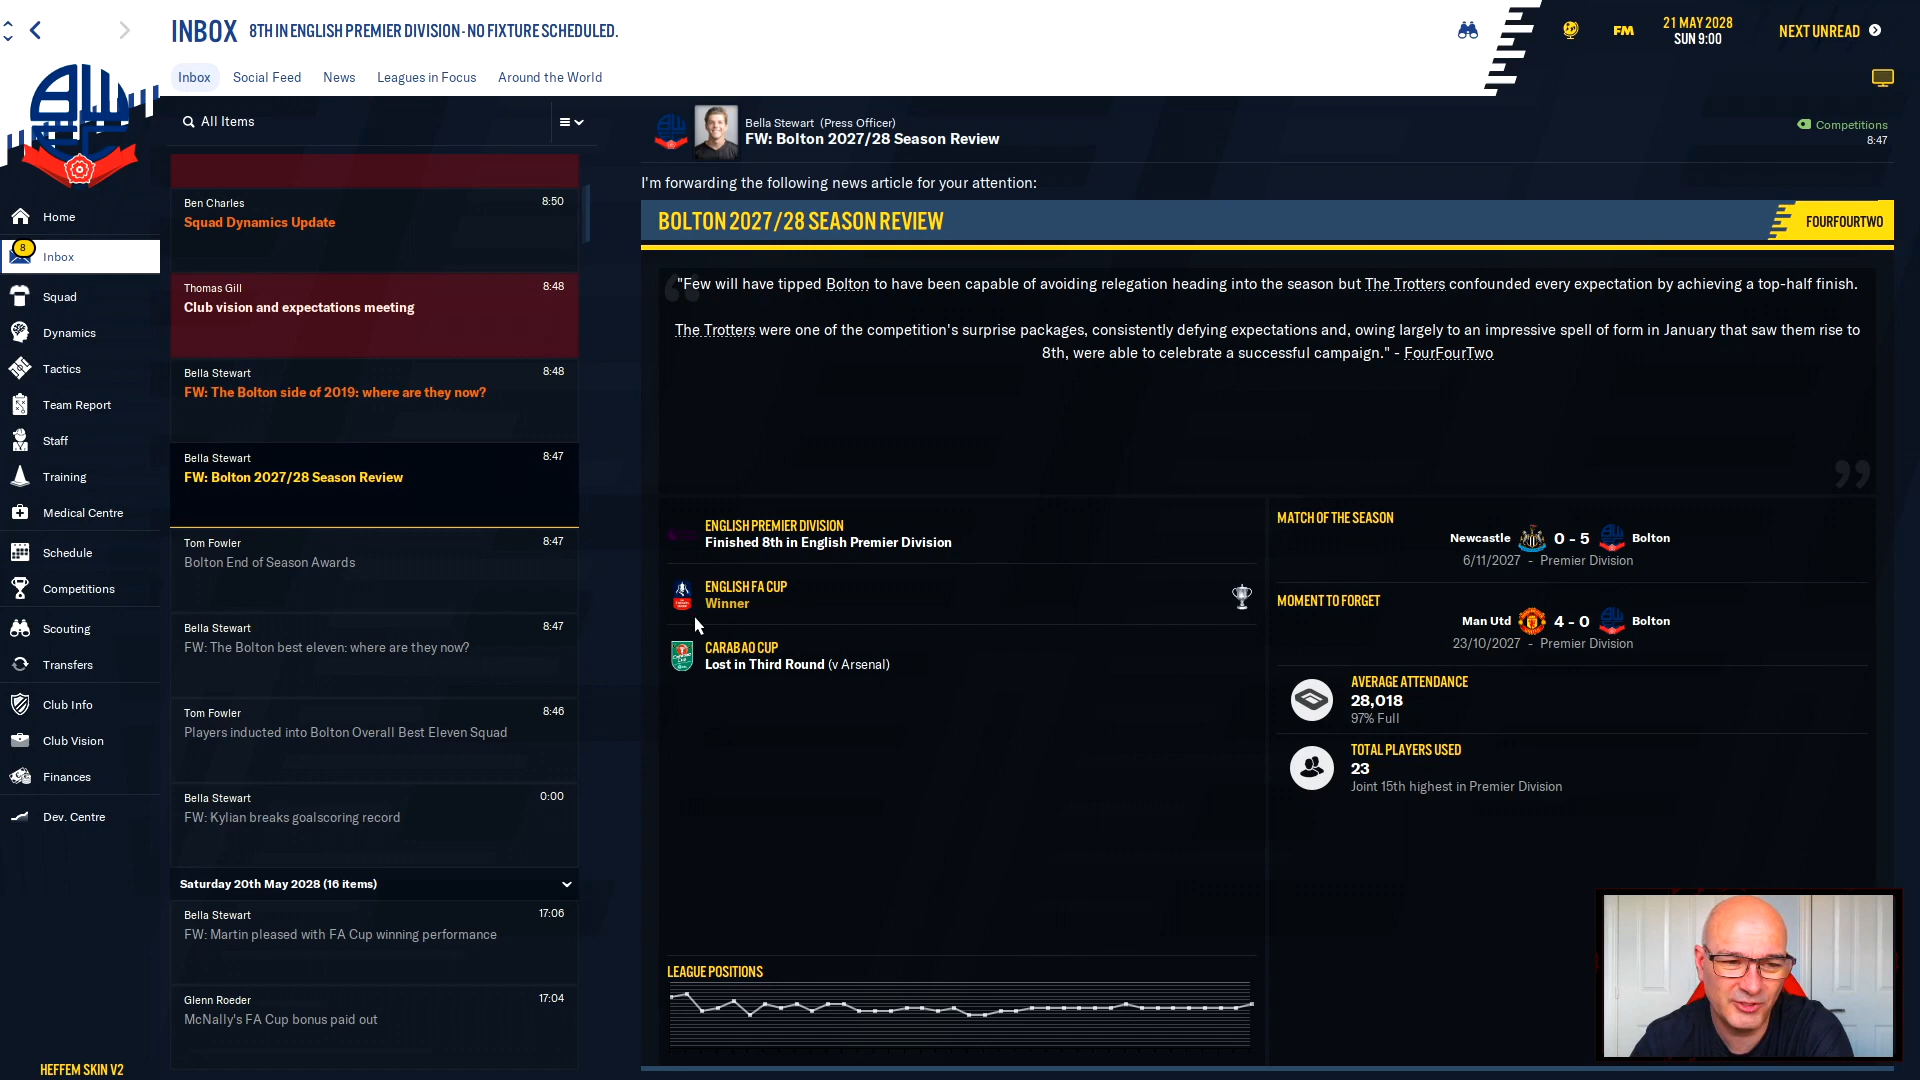 INBOX
8TH IN ENGLISH PREMIER DIVISION - NO FIXTURE SCHEDULED.
FM
21 MAY 2028
SUN 9:00
NEXT UNREAD
Inbox
Social Feed
News
Leagues in Focus
Around the World
Home
8
Inbox
Squad
Dynamics
Tactics
Team Report
Staff
Training
Medical Centre
Schedule
Competitions
Scouting
Transfers
Club Info
Club Vision
Finances
Dev. Centre
HEFFEM SKIN V2
All Items
Ben Charles 8:50
Squad Dynamics Update
Thomas Gill 8:48
Club vision and expectations meeting
Bella Stewart 8:48
FW: The Bolton side of 2019: where are they now?
Bella Stewart 8:47
FW: Bolton 2027/28 Season Review
Tom Fowler 8:47
Bolton End of Season Awards
Bella Stewart 8:47
FW: The Bolton best eleven: where are they now?
Tom Fowler 8:46
Players inducted into Bolton Overall Best Eleven Squad
Bella Stewart 0:00
FW: Kylian breaks goalscoring record
Saturday 20th May 2028 (16 items)
Bella Stewart 17:06
FW: Martin pleased with FA Cup winning performance
Glenn Roeder 17:04
McNally's FA Cup bonus paid out
Bella Stewart (Press Officer)
FW: Bolton 2027/28 Season Review
Competitions
8:47
I'm forwarding the following news article for your attention:
BOLTON 2027/28 SEASON REVIEW
FOURFOURTWO
"Few will have tipped Bolton to have been capable of avoiding relegation heading into the season but The Trotters confounded every expectation by achieving a top-half finish.
The Trotters were one of the competition's surprise packages, consistently defying expectations and, owing largely to an impressive spell of form in January that saw them rise to
8th, were able to celebrate a successful campaign." - FourFourTwo
ENGLISH PREMIER DIVISION
Finished 8th in English Premier Division
ENGLISH FA CUP
Winner
CARABAO CUP
Lost in Third Round (v Arsenal)
LEAGUE POSITIONS
MATCH OF THE SEASON
Newcastle 0 - 5 Bolton
6/11/2027 - Premier Division
MOMENT TO FORGET
Man Utd 4 - 0 Bolton
23/10/2027 - Premier Division
AVERAGE ATTENDANCE
28,018
97% Full
TOTAL PLAYERS USED
23
Joint 15th highest in Premier Division